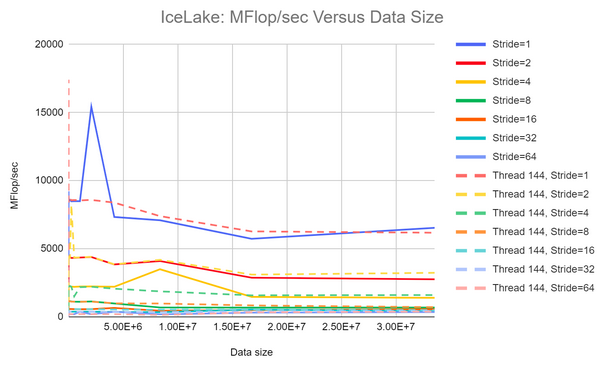 IceLake: MFlop/sec Versus Data Size
20000
15000
10000
5000
0
MFlop/sec
5.00E+6
1.00E+7
1.50E+7
2.00E+7
2.50E+7
3.00E+7
Data size
Stride=1
Stride=2
Stride=4
Stride=8
Stride=16
Stride=32
Stride=64
Thread 144, Stride=1
Thread 144, Stride=2
Thread 144, Stride=4
Thread 144, Stride=8
Thread 144, Stride=16
Thread 144, Stride=32
Thread 144, Stride=64